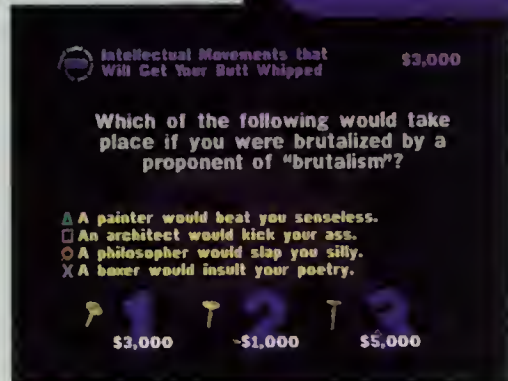 Intellectual Movements that
Will Get Your Butt Whipped
$3,000
Which of the following would take
place if you were brutalized by a
proponent of "brutalism"?
A painter would beat you senseless.
An architect would kick your ass.
A philosopher would slap you silly.
X A boxer would insult your poetry.
1 2 3
$3,000 -$1,000 $5,000